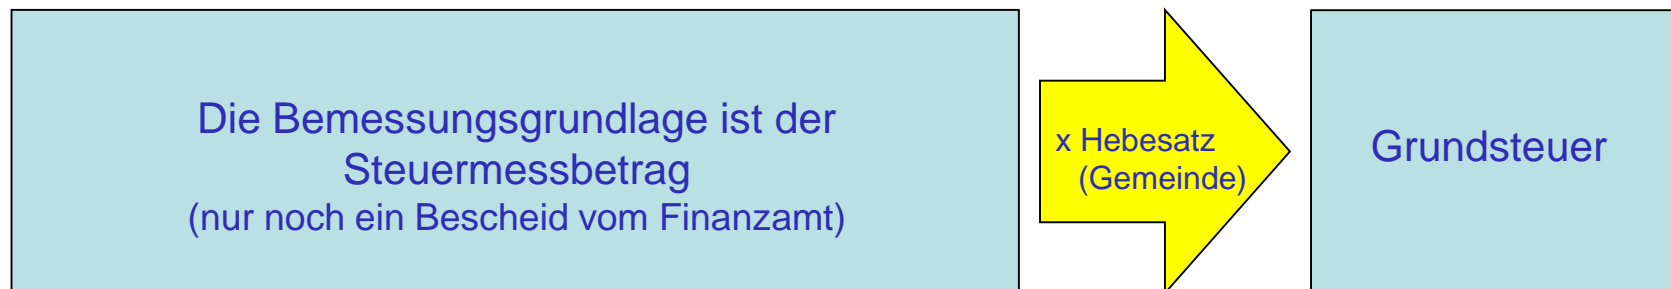 Die Bemessungsgrundlage ist der
Steuermessbetrag
(nur noch ein Bescheid vom Finanzamt)
x Hebesatz
(Gemeinde)
Grundsteuer